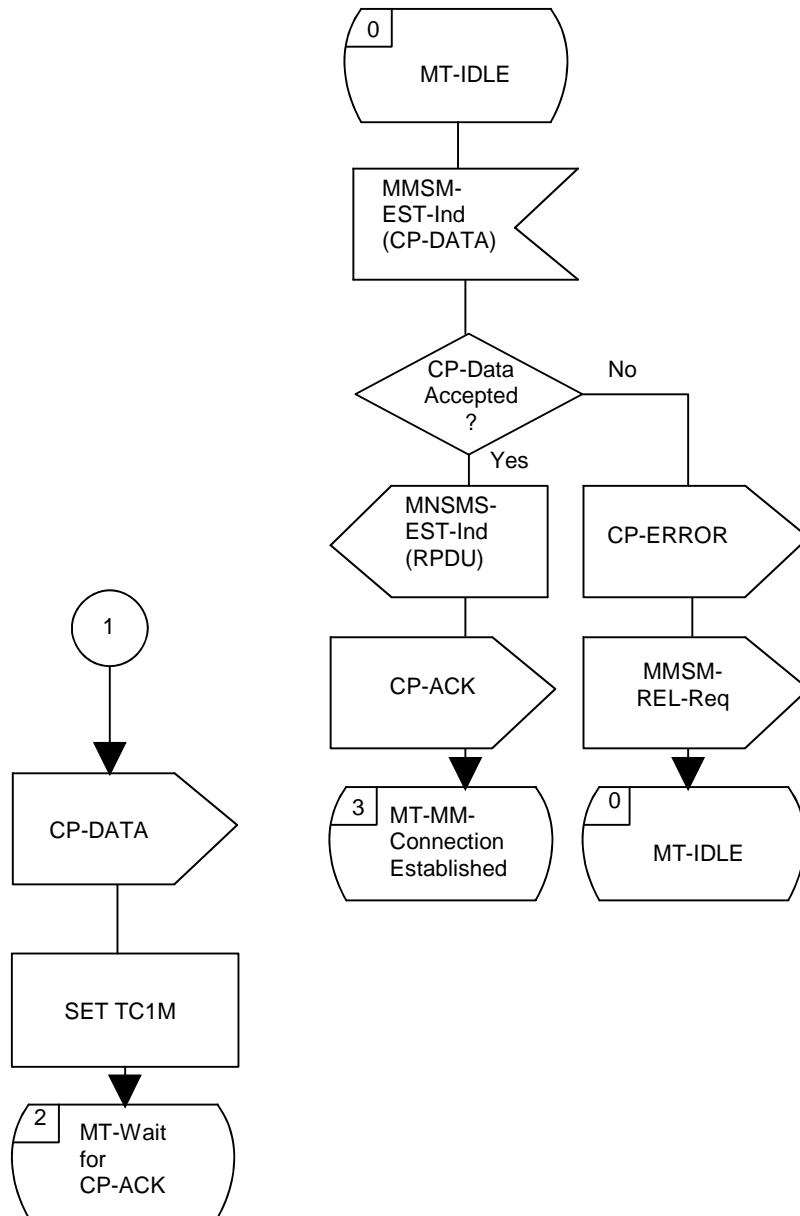 0
MT-IDLE
MMSM-
EST-Ind
(CP-DATA)
CP-Data
Accepted
?
No
Yes
MNSMS-
EST-Ind
(RPDU)
CP-ERROR
CP-ACK
MMSM-
REL-Req
3
MT-MM-
Connection
Established
0
MT-IDLE
1
CP-DATA
SET TC1M
2
MT-Wait
for
CP-ACK